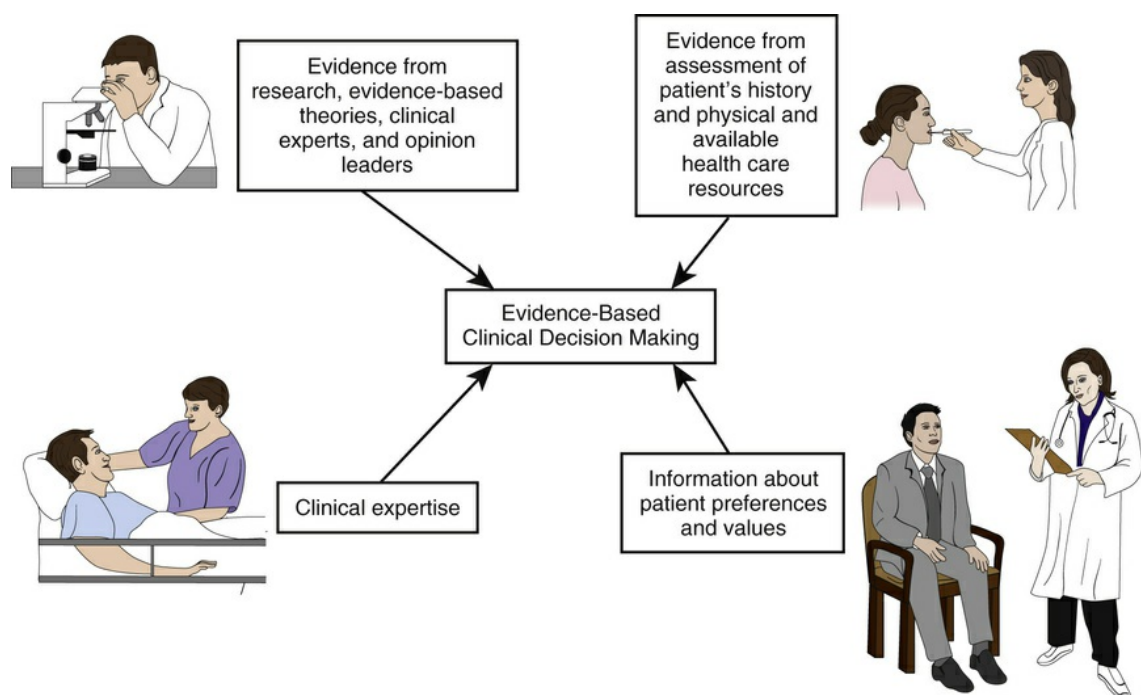 Evidence from
research, evidence-based
theories, clinical
experts, and opinion
leaders
Evidence from
assessment of
patient's history
and physical and
available
health care
resources
Evidence-Based
Clinical Decision Making
Clinical expertise
Information about
patient preferences
and values